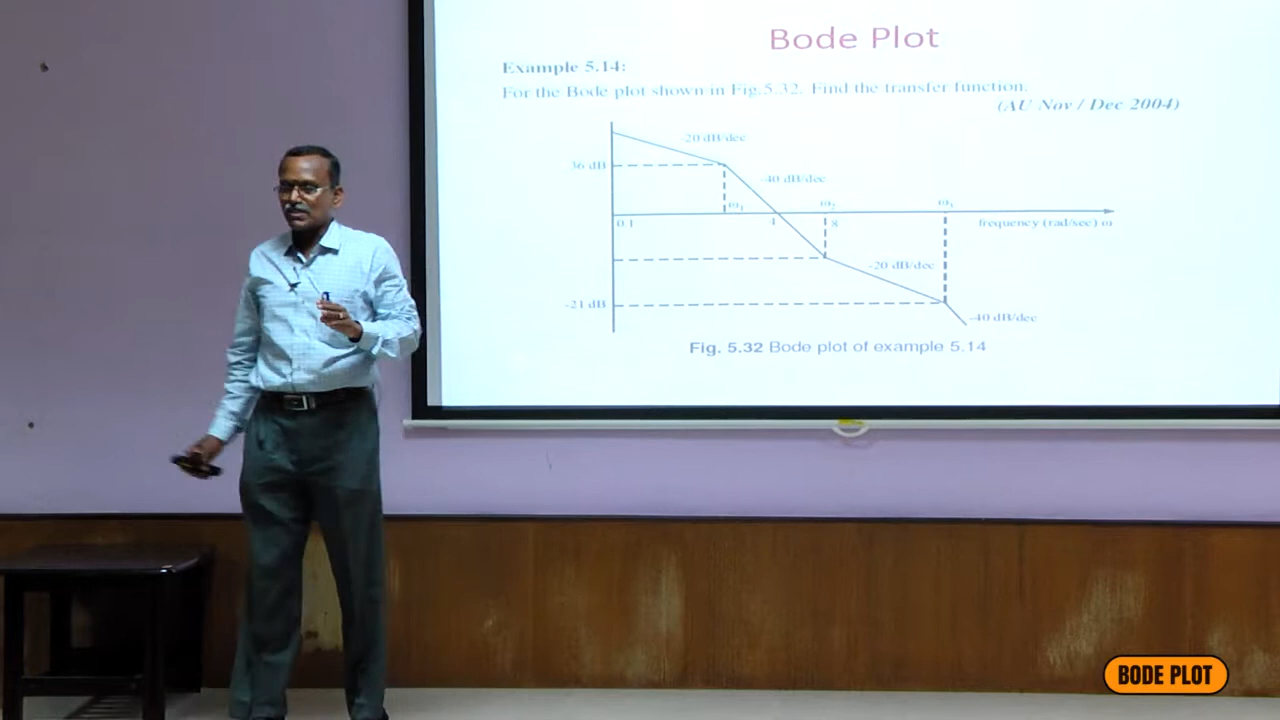 Bode Plot
Example 5.14:
For the Bode plot shown in Fig.5.32. Find the transfer function.
(AU Nov / Dec 2004)
-20 dB/dec
36 dB
-40 dB/dec
ω₁ ω₂ ω₃
0.1 4 8 frequency (rad/sec) ω
-20 dB/dec
-21 dB
-40 dB/dec
Fig. 5.32 Bode plot of example 5.14
BODE PLOT